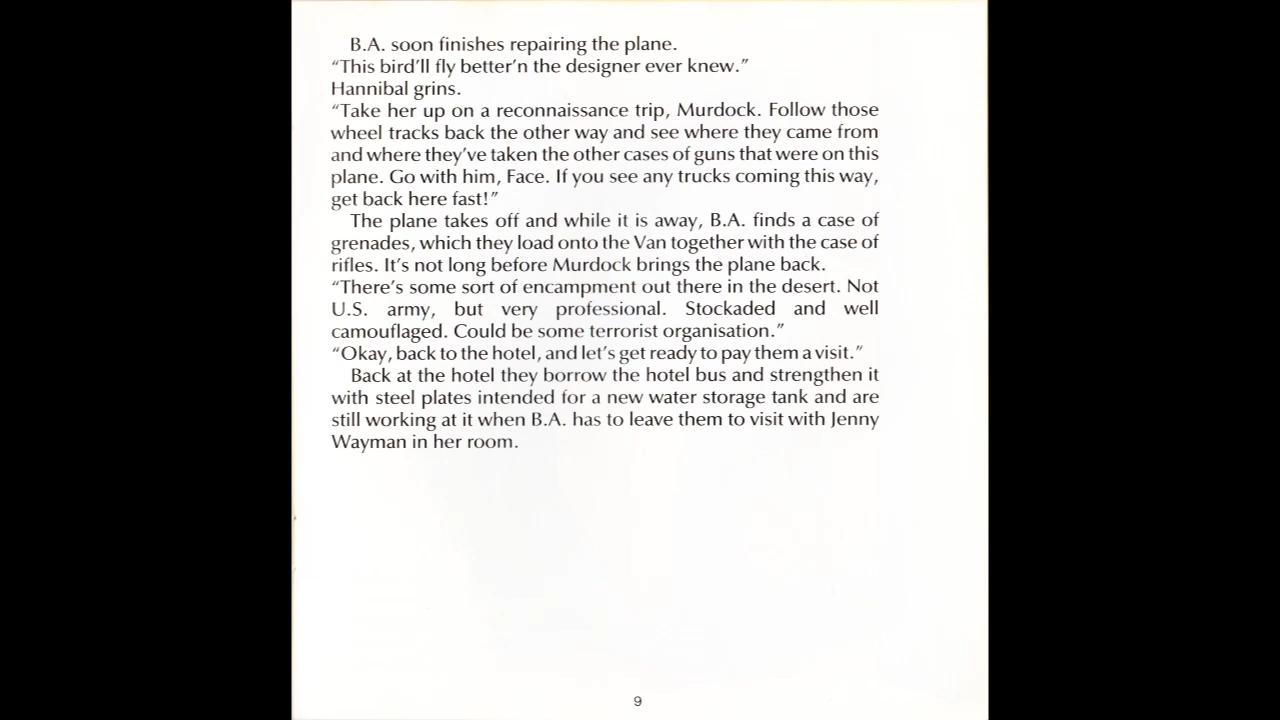 B.A. soon finishes repairing the plane.
“This bird’ll fly better’n the designer ever knew.”
Hannibal grins.
“Take her up on a reconnaissance trip, Murdock. Follow those
wheel tracks back the other way and see where they came from
and where they’ve taken the other cases of guns that were on this
plane. Go with him, Face. If you see any trucks coming this way,
get back here fast!”
The plane takes off and while it is away, B.A. finds a case of
grenades, which they load onto the Van together with the case of
rifles. It’s not long before Murdock brings the plane back.
“There’s some sort of encampment out there in the desert. Not
U.S. army, but very professional. Stockaded and well
camouflaged. Could be some terrorist organisation.”
“Okay, back to the hotel, and let’s get ready to pay them a visit.”
Back at the hotel they borrow the hotel bus and strengthen it
with steel plates intended for a new water storage tank and are
still working at it when B.A. has to leave them to visit with Jenny
Wayman in her room.
9